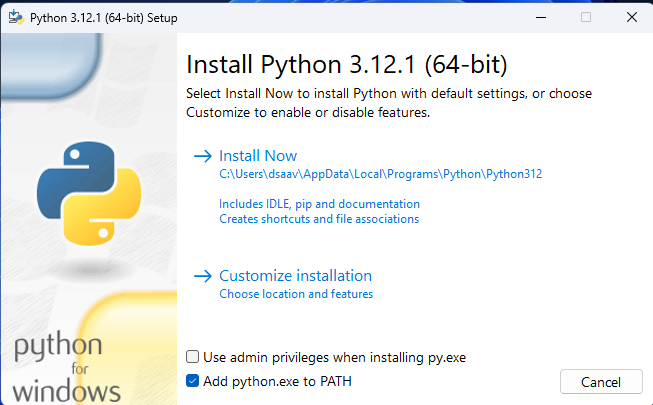 Python 3.12.1 (64-bit) Setup
Install Python 3.12.1 (64-bit)
Select Install Now to install Python with default settings, or choose
Customize to enable or disable features.
Install Now
C:\Users\dsaav\AppData\Local\Programs\Python\Python312
Includes IDLE, pip and documentation
Creates shortcuts and file associations
Customize installation
Choose location and features
Use admin privileges when installing py.exe
Add python.exe to PATH
Cancel
python
for
windows